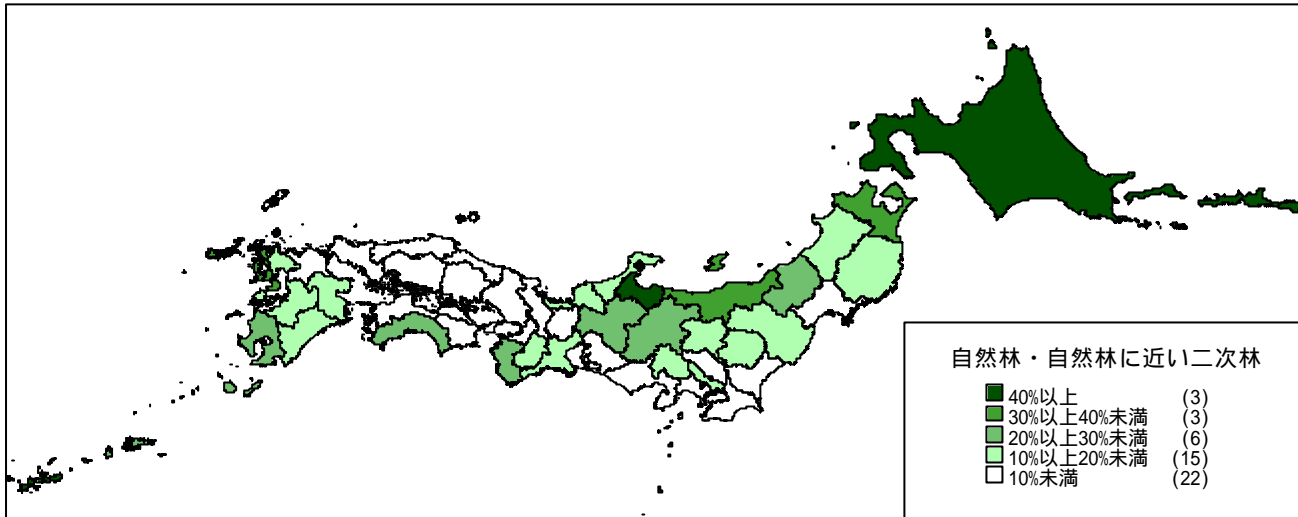 自然林・自然林に近い二次林
40%以上 (3)
30%以上40%未満 (3)
20%以上30%未満 (6)
10%以上20%未満 (15)
10%未満 (22)